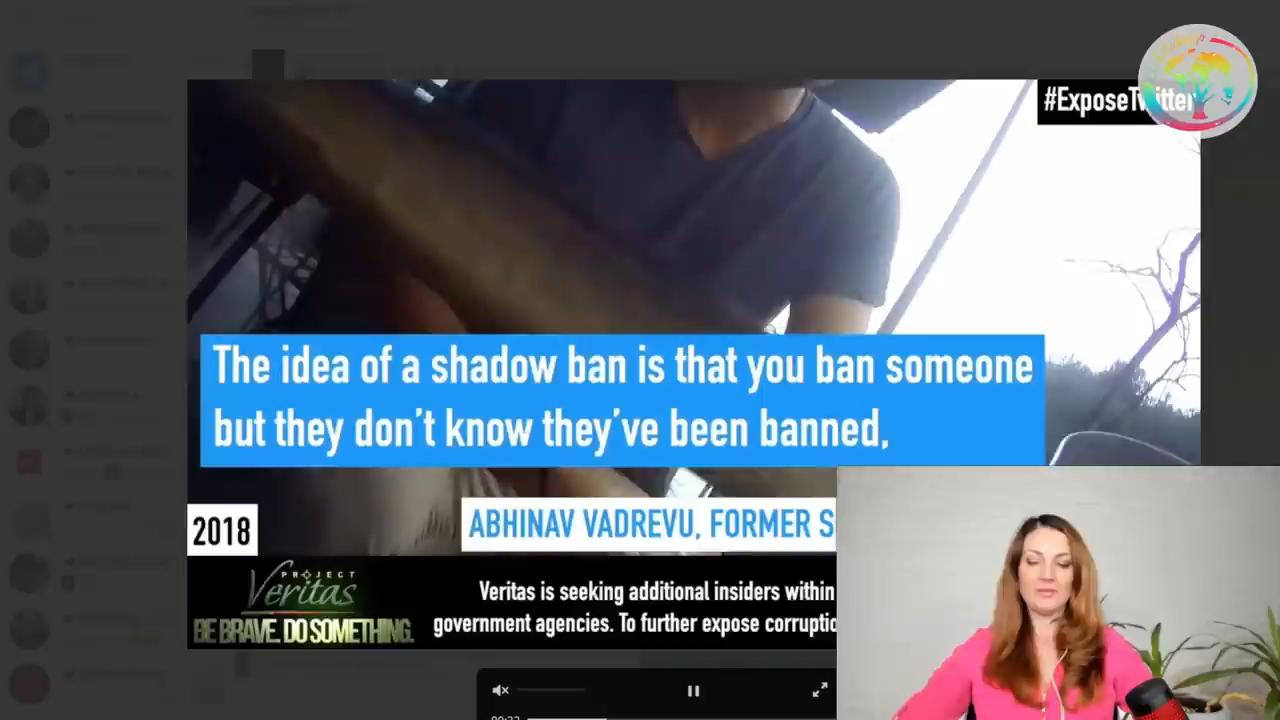 #ExposeTwitter
The idea of a shadow ban is that you ban someone
but they don't know they've been banned,
2018
ABHINAV VADREVU, FORMER S
PROJECT
Veritas
BE BRAVE. DO SOMETHING.
Veritas is seeking additional insiders within
government agencies. To further expose corruptio